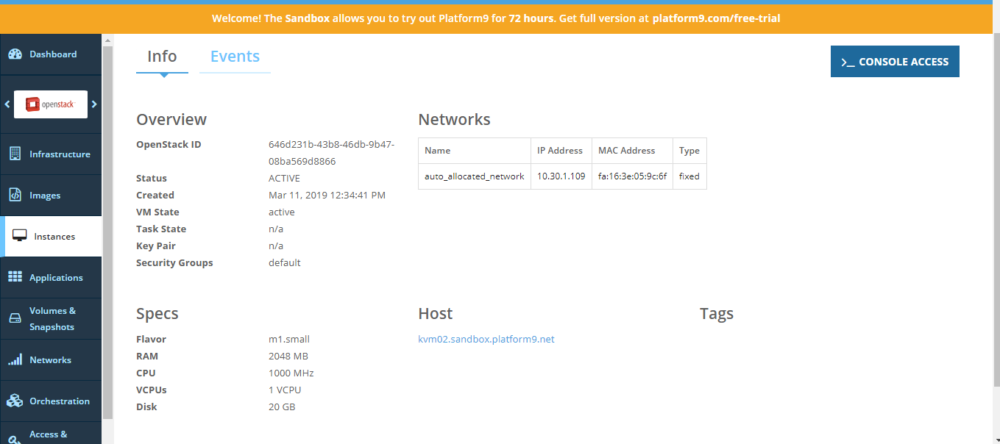 Welcome! The Sandbox allows you to try out Platform9 for 72 hours. Get full version at platform9.com/free-trial
Dashboard
openstack
Infrastructure
Images
Instances
Applications
Volumes &
Snapshots
Networks
Orchestration
Access &
Info Events
>_ CONSOLE ACCESS
Overview
OpenStack ID 646d231b-43b8-46db-9b47-
08ba569d8866
Status ACTIVE
Created Mar 11, 2019 12:34:41 PM
VM State active
Task State n/a
Key Pair n/a
Security Groups default
Networks
Name IP Address MAC Address Type
auto_allocated_network 10.30.1.109 fa:16:3e:05:9c:6f fixed
Specs
Flavor m1.small
RAM 2048 MB
CPU 1000 MHz
VCPUs 1 VCPU
Disk 20 GB
Host
kvm02.sandbox.platform9.net
Tags